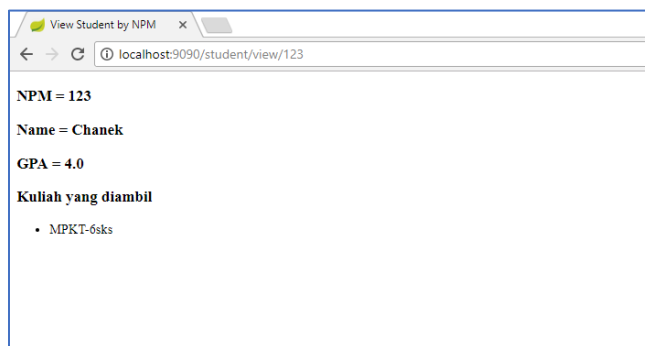 View Student by NPM
localhost:9090/student/view/123
NPM = 123
Name = Chanek
GPA = 4.0
Kuliah yang diambil
• MPKT-6sks